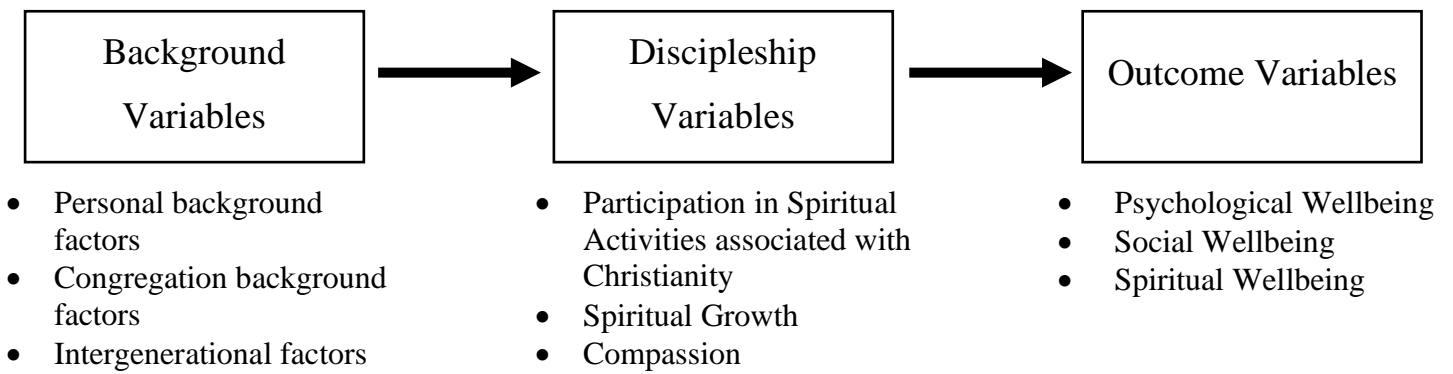 Background
Variables
Discipleship
Variables
Outcome Variables
• Personal background
factors
• Congregation background
factors
• Intergenerational factors
• Participation in Spiritual
Activities associated with
Christianity
• Spiritual Growth
• Compassion
• Psychological Wellbeing
• Social Wellbeing
• Spiritual Wellbeing